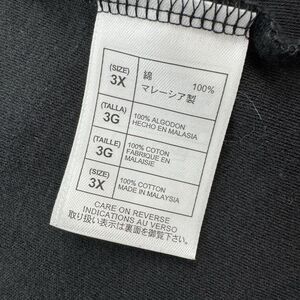 (SIZE)
3X
綿 100%
マレーシア製
(TALLA)
3G
100% ALGODON
HECHO EN MALASIA
(TAILLE)
3G
100% COTON
FABRIQUE EN
MALAISIE
(SIZE)
3X
100% COTTON
MADE IN MALAYSIA
CARE ON REVERSE
INDICATIONS AU VERSO
取り扱い表示は裏面を御覧下さい。